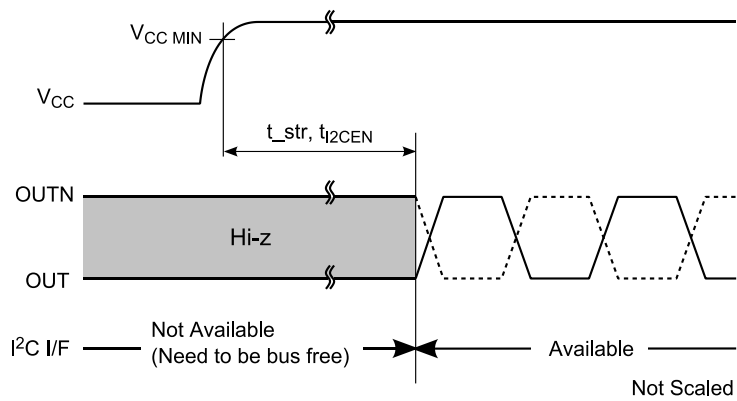 V_CC MIN
V_CC
t_str, t_I2CEN
OUTN
Hi-z
OUT
I²C I/F
Not Available
(Need to be bus free)
Available
Not Scaled